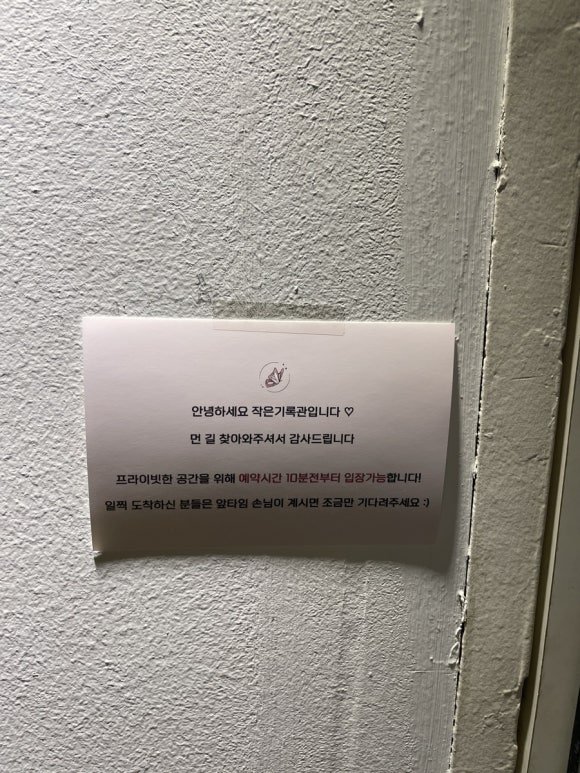 안녕하세요 작은기록관입니다 ♡
먼 길 찾아와주셔서 감사드립니다
프라이빗한 공간을 위해 예약시간 10분전부터 입장가능합니다!
일찍 도착하신 분들은 앞타임 손님이 계시면 조금만 기다려주세요 :)